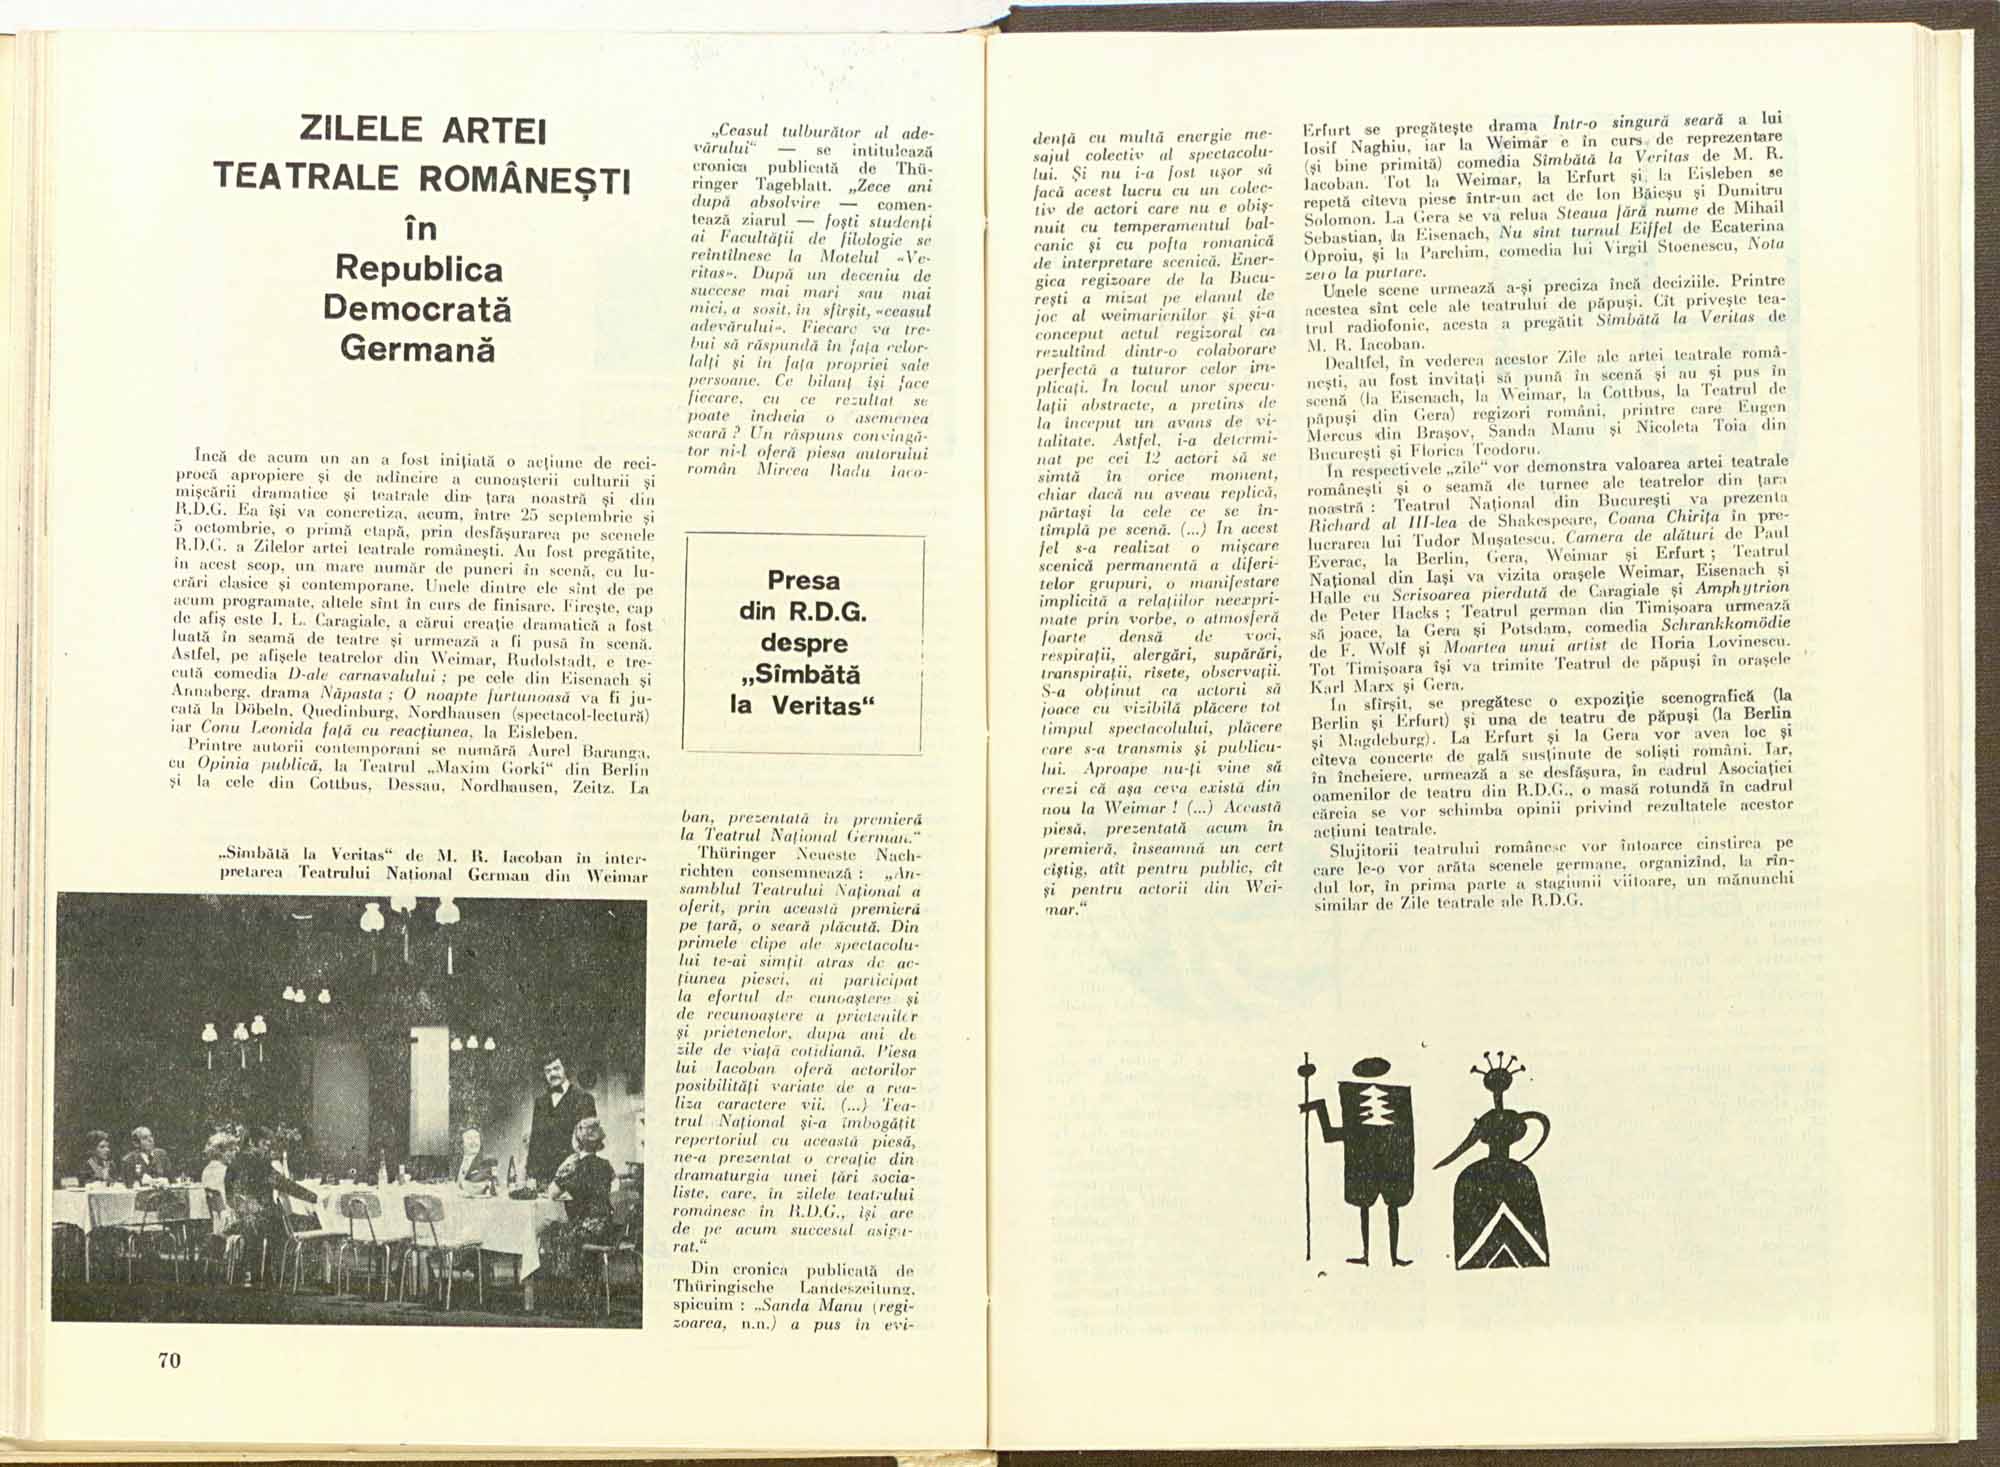 ZILELE ARTEI
TEATRALE ROMÂNEȘTI
în
Republica
Democrată
Germană
Încă de acum un an a fost inițiată o acțiune de reci-
procă apropiere și de adîncire a cunoașterii culturii și
mișcării dramatice și teatrale din țara noastră și din
R.D.G. Ea își va concretiza, acum, între 25 septembrie și
5 octombrie, o primă etapă, prin desfășurarea pe scenele
R.D.G. a Zilelor artei teatrale românești. Au fost pregătite,
în acest scop, un mare număr de puneri în scenă, cu lu-
crări clasice și contemporane. Unele dintre ele sînt de pe
acum programate, altele sînt în curs de finisare. Firește, cap
de afiș este I. L. Caragiale, a cărui creație dramatică a fost
luată în seamă de teatre și urmează a fi pusă în scenă.
Astfel, pe afișele teatrelor din Weimar, Rudolstadt, e tre-
cută comedia D-ale carnavalului ; pe cele din Eisenach și
Annaberg, drama Năpasta ; O noapte furtunoasă va fi ju-
cată la Döbeln, Quedinburg, Nordhausen (spectacol-lectură)
iar Conu Leonida față cu reacțiunea, la Eisleben.
Printre autorii contemporani se numără Aurel Baranga,
cu Opinia publică, la Teatrul „Maxim Gorki“ din Berlin
și la cele din Cottbus, Dessau, Nordhausen, Zeitz. La
„Sîmbătă la Veritas“ de M. R. Iacoban în inter-
pretarea Teatrului Național German din Weimar
70
„Ceasul tulburător al ade-
vărului“ — se intitulează
cronica publicată de Thü-
ringer Tageblatt. „Zece ani
după absolvire — comen-
tează ziarul — foști studenți
ai Facultății de filologie se
reîntîlnesc la Motelul «Ve-
ritas». După un deceniu de
succese mai mari sau mai
mici, a sosit, în sfîrșit, «ceasul
adevărului». Fiecare va tre-
bui să răspundă în fața celor-
lalți și în fața propriei sale
persoane. Ce bilanț își face
fiecare, cu ce rezultat se
poate încheia o asemenea
seară ? Un răspuns convingă-
tor ni-l oferă piesa autorului
român Mircea Radu Iaco-
Presa
din R.D.G.
despre
„Sîmbătă
la Veritas“
ban, prezentată în premieră
la Teatrul Național German.“
Thüringer Neueste Nach-
richten consemnează : „An-
samblul Teatrului Național a
oferit, prin această premieră
pe țară, o seară plăcută. Din
primele clipe ale spectacolu-
lui te-ai simțit atras de ac-
țiunea piesei, ai participat
la efortul de cunoaștere și
de recunoaștere a prietenilor
și prietenelor, după ani de
zile de viață cotidiană. Piesa
lui Iacoban oferă actorilor
posibilități variate de a rea-
liza caractere vii. (...) Tea-
trul Național și-a îmbogățit
repertoriul cu această piesă,
ne-a prezentat o creație din
dramaturgia unei țări socia-
liste, care, în zilele teatrului
românesc în R.D.G., își are
de pe acum succesul asigu-
rat.“
Din cronica publicată de
Thüringische Landeszeitung,
spicuim : „Sanda Manu (regi-
zoarea, n.n.) a pus în evi-
dență cu multă energie me-
sajul colectiv al spectacolu-
lui. Și nu i-a fost ușor să
facă acest lucru cu un colec-
tiv de actori care nu e obiș-
nuit cu temperamentul bal-
canic și cu pofta romanică
de interpretare scenică. Ener-
gica regizoare de la Bucu-
rești a mizat pe elanul de
joc al weimarienilor și și-a
conceput actul regizoral ca
rezultînd dintr-o colaborare
perfectă a tuturor celor im-
plicați. În locul unor specu-
lații abstracte, a pretins de
la început un avans de vi-
talitate. Astfel, i-a determi-
nat pe cei 12 actori să se
simtă în orice moment,
chiar dacă nu aveau replică,
părtași la cele ce se în-
tîmplă pe scenă. (...) În acest
fel s-a realizat o mișcare
scenică permanentă a diferi-
telor grupuri, o manifestare
implicită a relațiilor neexpri-
mate prin vorbe, o atmosferă
foarte densă de voci,
respirații, alergări, supărări,
transpirații, risete, observații.
S-a obținut ca actorii să
joace cu vizibilă plăcere tot
timpul spectacolului, plăcere
care s-a transmis și publicu-
lui. Aproape nu-ți vine să
crezi că așa ceva există din
nou la Weimar ! (...) Această
piesă, prezentată acum în
premieră, înseamnă un cert
cîștig, atît pentru public, cît
și pentru actorii din Wei-
mar.“
Erfurt se pregătește drama Într-o singură seară a lui
Iosif Naghiu, iar la Weimar e în curs de reprezentare
(și bine primită) comedia Sîmbătă la Veritas de M. R.
Iacoban. Tot la Weimar, la Erfurt și la Eisleben se
repetă cîteva piese într-un act de Ion Băieșu și Dumitru
Solomon. La Gera se va relua Steaua fără nume de Mihail
Sebastian, la Eisenach, Nu sînt turnul Eiffel de Ecaterina
Oproiu, și la Parchim, comedia lui Virgil Stoenescu, Nota
zero la purtare.
Unele scene urmează a-și preciza încă deciziile. Printre
acestea sînt cele ale teatrului de păpuși. Cît privește tea-
trul radiofonic, acesta a pregătit Sîmbătă la Veritas de
M. R. Iacoban.
Dealtfel, în vederea acestor Zile ale artei teatrale româ-
nești, au fost invitați să pună în scenă și au și pus în
scenă (la Eisenach, la Weimar, la Cottbus, la Teatrul de
păpuși din Gera) regizori români, printre care Eugen
Mercus din Brașov, Sanda Manu și Nicoleta Toia din
București și Florica Teodoru.
În respectivele „zile“ vor demonstra valoarea artei teatrale
românești și o seamă de turnee ale teatrelor din țara
noastră : Teatrul Național din București va prezenta
Richard al III-lea de Shakespeare, Coana Chirița în pre-
lucrarea lui Tudor Mușatescu, Camera de alături de Paul
Everac, la Berlin, Gera, Weimar și Erfurt ; Teatrul
Național din Iași va vizita orașele Weimar, Eisenach și
Halle cu Scrisoarea pierdută de Caragiale și Amphytrion
de Peter Hacks ; Teatrul german din Timișoara urmează
să joace, la Gera și Potsdam, comedia Schrankkomödie
de F. Wolf și Moartea unui artist de Horia Lovinescu.
Tot Timișoara își va trimite Teatrul de păpuși în orașele
Karl Marx și Gera.
În sfîrșit, se pregătesc o expoziție scenografică (la
Berlin și Erfurt) și una de teatru de păpuși (la Berlin
și Magdeburg). La Erfurt și la Gera vor avea loc și
cîteva concerte de gală susținute de soliști români. Iar,
în încheiere, urmează a se desfășura, în cadrul Asociației
oamenilor de teatru din R.D.G., o masă rotundă în cadrul
căreia se vor schimba opinii privind rezultatele acestor
acțiuni teatrale.
Slujitorii teatrului românesc vor întoarce cinstirea pe
care le-o vor arăta scenele germane, organizînd, la rîn-
dul lor, în prima parte a stagiunii viitoare, un mănunchi
similar de Zile teatrale ale R.D.G.